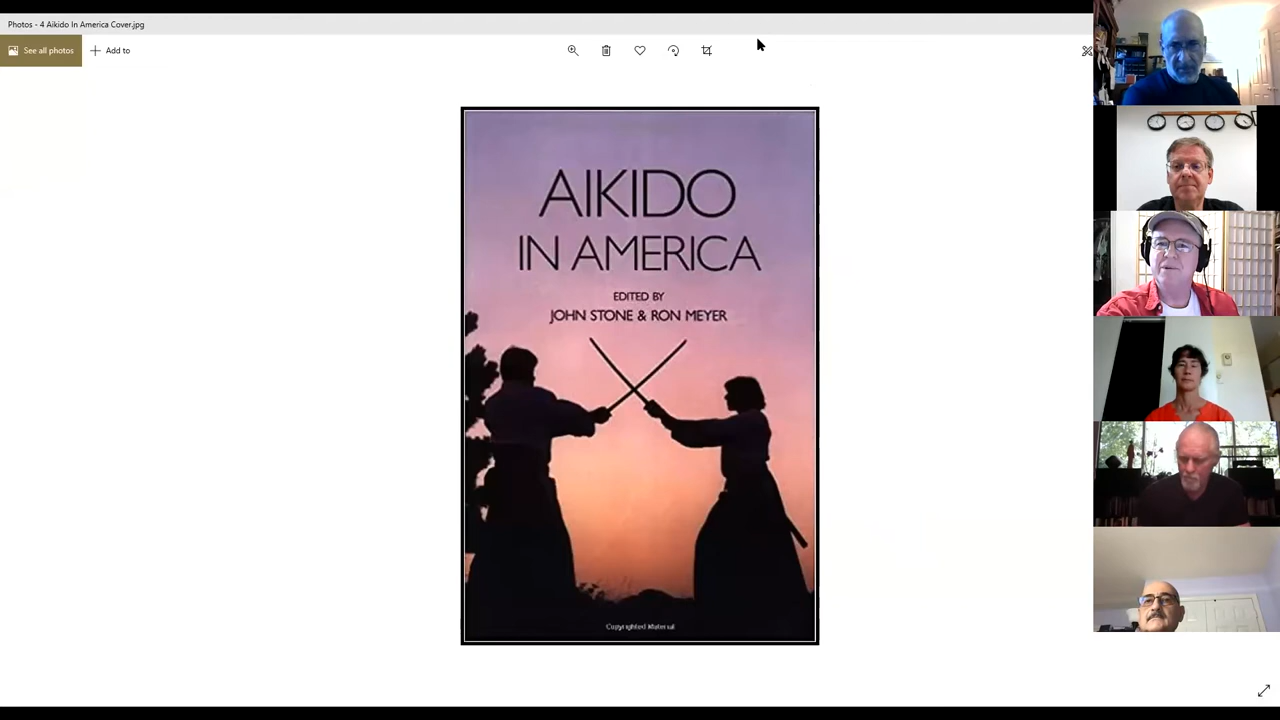 Photos - 4 Aikido In America Cover.jpg
See all photos
Add to
AIKIDO
IN AMERICA
EDITED BY
JOHN STONE & RON MEYER
Copyrighted Material